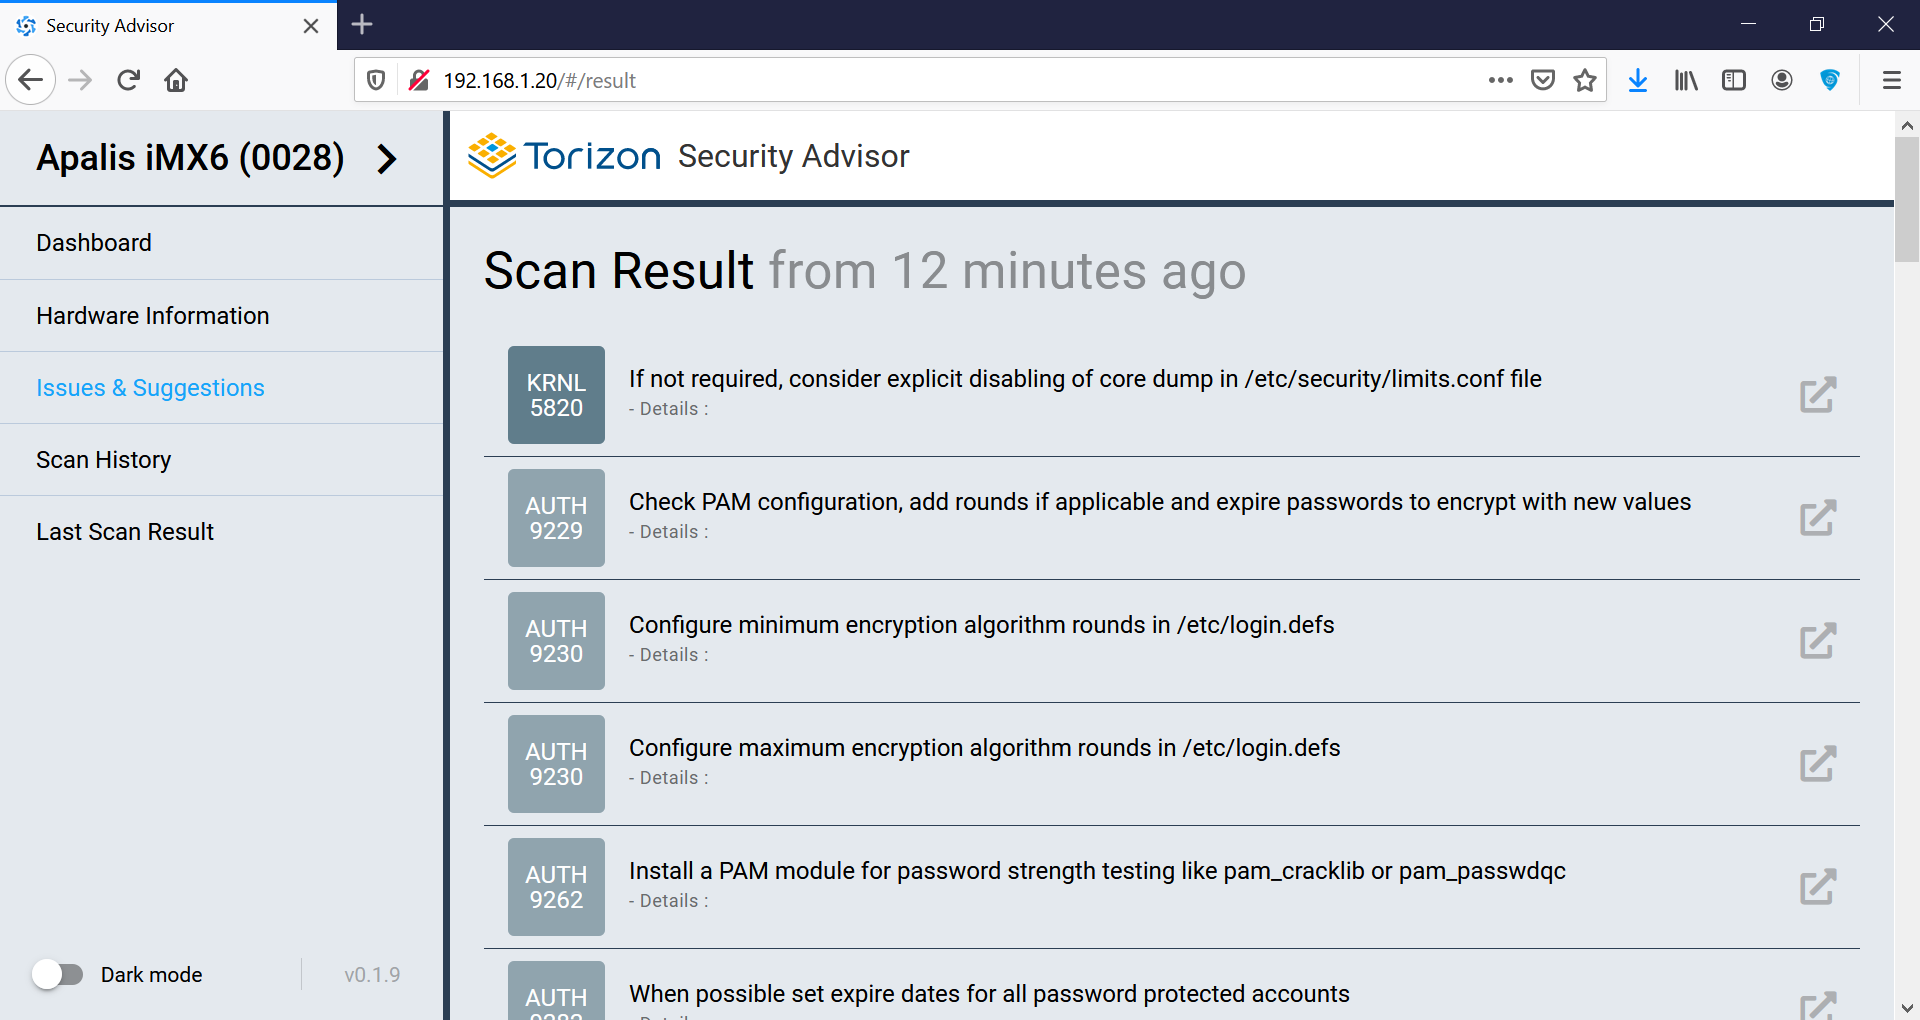 Security Advisor
192.168.1.20/#/result
Apalis iMX6 (0028)
Dashboard
Hardware Information
Issues & Suggestions
Scan History
Last Scan Result
Dark mode
v0.1.9
Torizon Security Advisor
Scan Result from 12 minutes ago
KRNL
5820
If not required, consider explicit disabling of core dump in /etc/security/limits.conf file
- Details :
AUTH
9229
Check PAM configuration, add rounds if applicable and expire passwords to encrypt with new values
- Details :
AUTH
9230
Configure minimum encryption algorithm rounds in /etc/login.defs
- Details :
AUTH
9230
Configure maximum encryption algorithm rounds in /etc/login.defs
- Details :
AUTH
9262
Install a PAM module for password strength testing like pam_cracklib or pam_passwdqc
- Details :
AUTH
When possible set expire dates for all password protected accounts